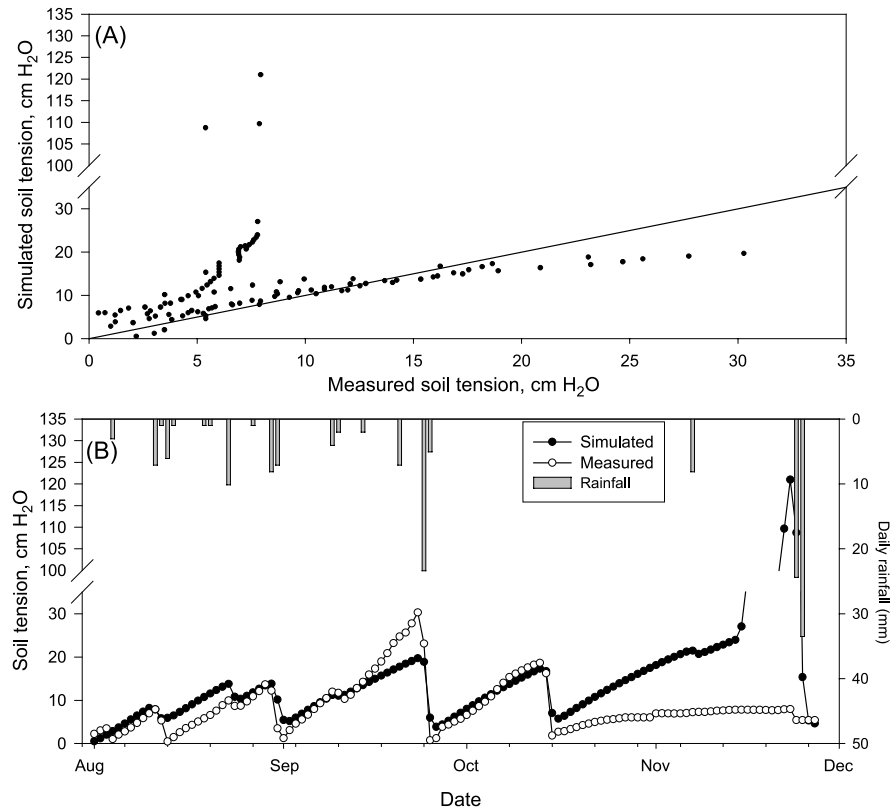 (A)
Simulated soil tension, cm H₂O
135
130
125
120
115
110
105
100
30
20
10
0
0 5 10 15 20 25 30 35
Measured soil tension, cm H₂O
(B)
Soil tension, cm H₂O
135
130
125
120
115
110
105
100
30
20
10
0
Simulated
Measured
Rainfall
0
10
20
30
40
50
Daily rainfall (mm)
Aug Sep Oct Nov Dec
Date